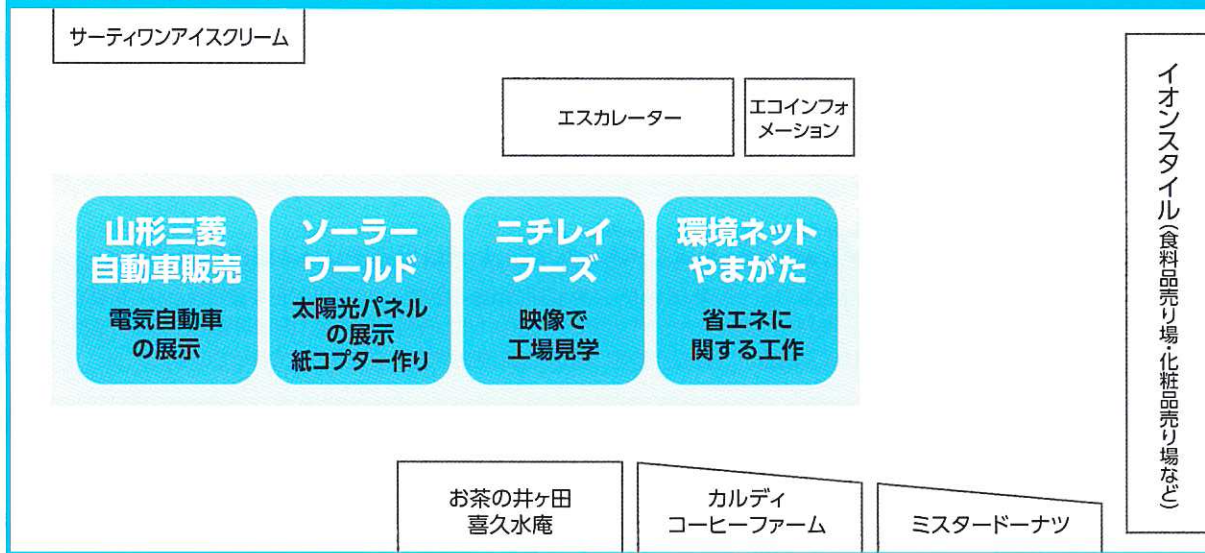 サーティワンアイスクリーム
エスカレーター
エコインフォ
メーション
イオンスタイル(食料品売り場・化粧品売り場など)
山形三菱
自動車販売
電気自動車
の展示
ソーラー
ワールド
太陽光パネル
の展示
紙コプター作り
ニチレイ
フーズ
映像で
工場見学
環境ネット
やまがた
省エネに
関する工作
お茶の井ヶ田
喜久水庵
カルディ
コーヒーファーム
ミスタードーナツ